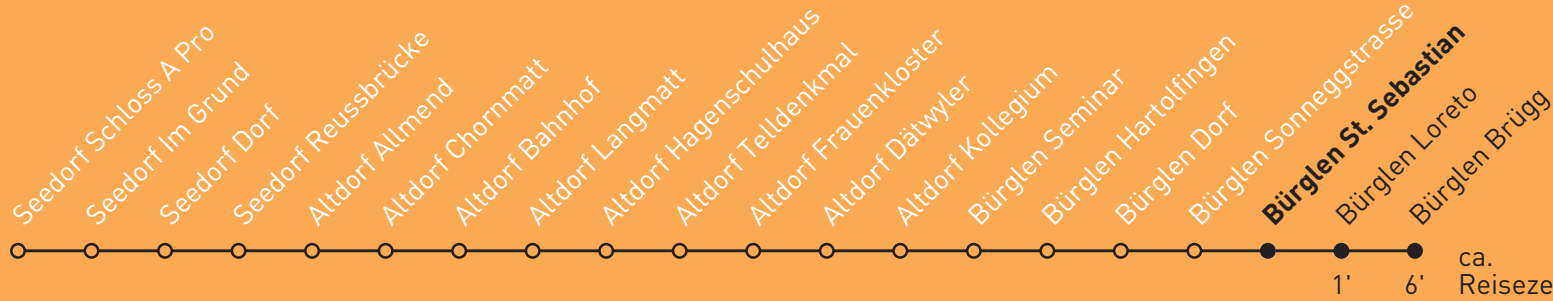 Seedorf Schloss A Pro
Seedorf Im Grund
Seedorf Dorf
Seedorf Reussbrücke
Altdorf Allmend
Altdorf Chornmatt
Altdorf Bahnhof
Altdorf Langmatt
Altdorf Hagenschulhaus
Altdorf Telldenkmal
Altdorf Frauenkloster
Altdorf Dätwyler
Altdorf Kollegium
Bürglen Seminar
Bürglen Hartolfingen
Bürglen Dorf
Bürglen Sonneggstrasse
Bürglen St. Sebastian
Bürglen Loreto
Bürglen Brügg
ca.
1' 6' Reiseze